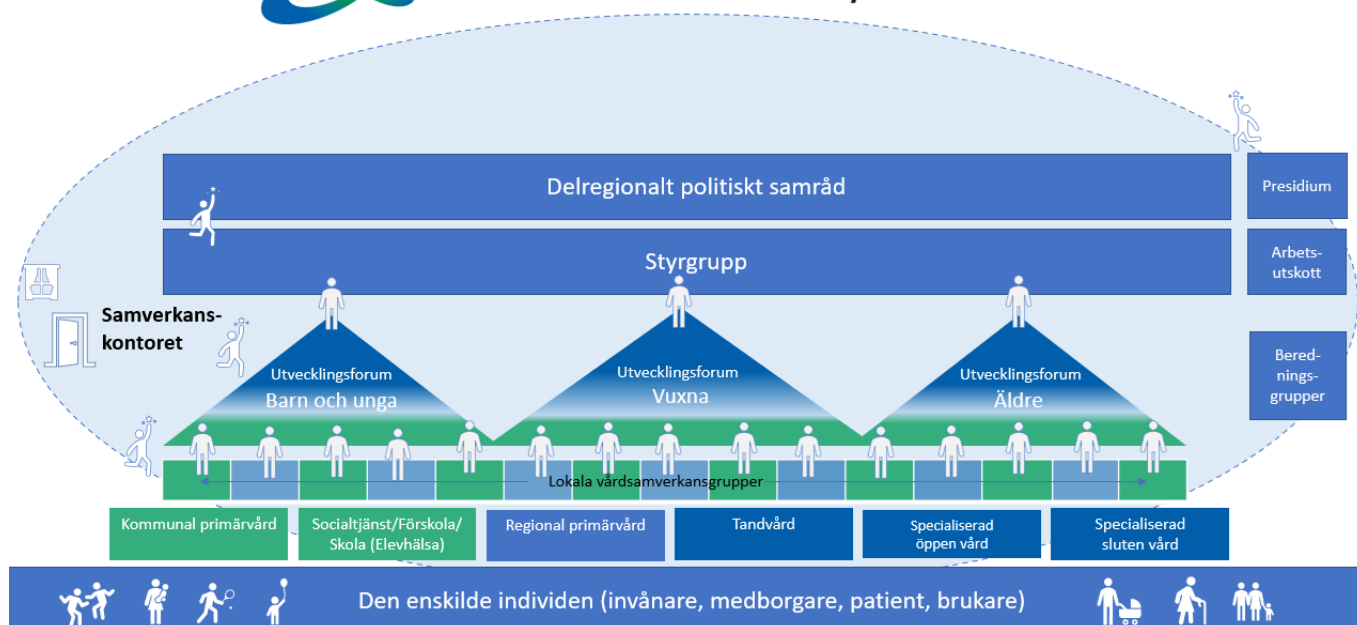 Delregionalt politiskt samråd
Presidium
Styrgrupp
Arbets-
utskott
Samverkans-
kontoret
Utvecklingsforum
Barn och unga
Utvecklingsforum
Vuxna
Utvecklingsforum
Äldre
Bered-
nings-
grupper
Lokala vårdsamverkansgrupper
Kommunal primärvård
Socialtjänst/Förskola/
Skola (Elevhälsa)
Regional primärvård
Tandvård
Specialiserad
öppen vård
Specialiserad
sluten vård
Den enskilde individen (invånare, medborgare, patient, brukare)